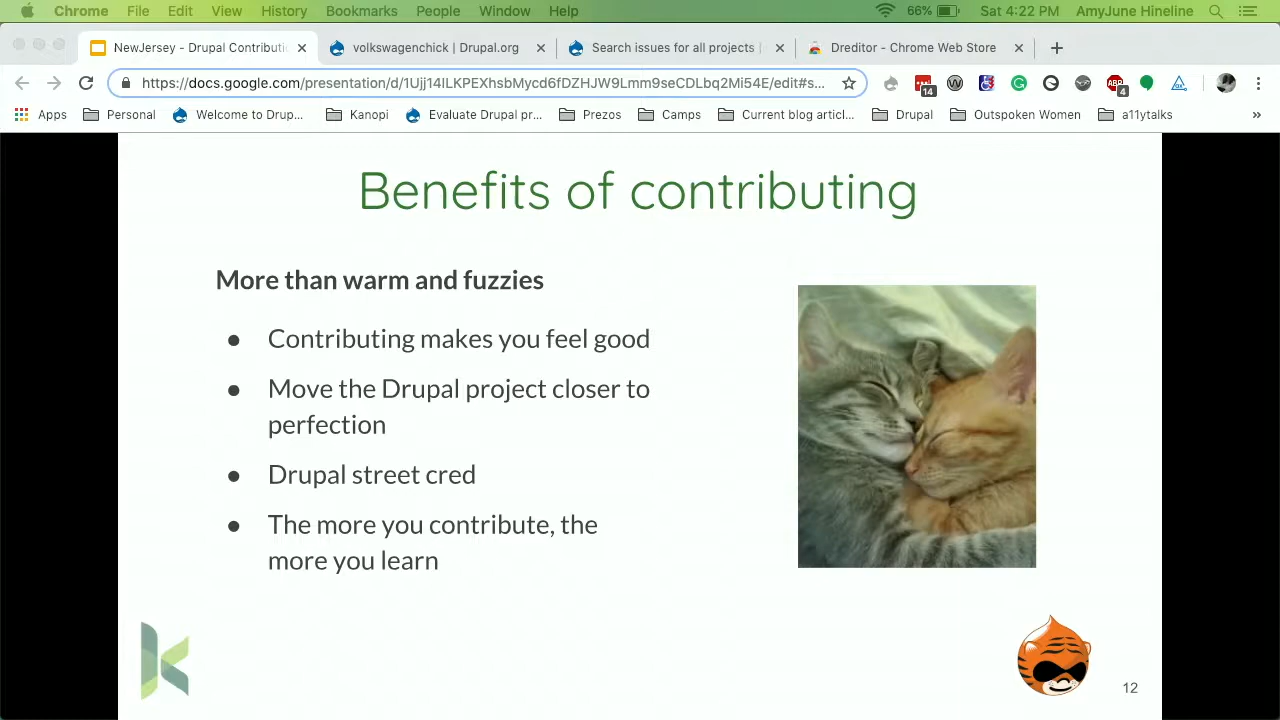 Chrome File Edit View History Bookmarks People Window Help 66% Sat 4:22 PM AmyJune Hineline
NewJersey - Drupal Contributi volkswagenchick | Drupal.org Search issues for all projects | Dreditor - Chrome Web Store
https://docs.google.com/presentation/d/1Ujj14ILKPEXhsbMycd6fDZHJW9Lmm9seCDLbq2Mi54E/edit#s... 14 ABP 4
Apps Personal Welcome to Drup... Kanopi Evaluate Drupal pr... Prezos Camps Current blog articl... Drupal Outspoken Women a11ytalks »
Benefits of contributing
More than warm and fuzzies
● Contributing makes you feel good
● Move the Drupal project closer to
perfection
● Drupal street cred
● The more you contribute, the
more you learn
12